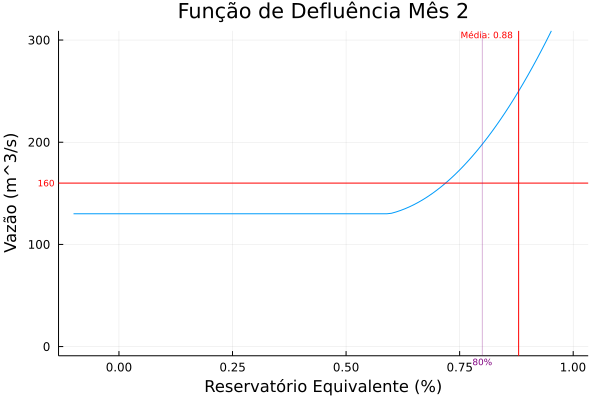 Função de Defluência Mês 2
Média: 0.88
300
200
160
100
0
Vazão (m^3/s)
0.00
0.25
0.50
0.75
80%
1.00
Reservatório Equivalente (%)